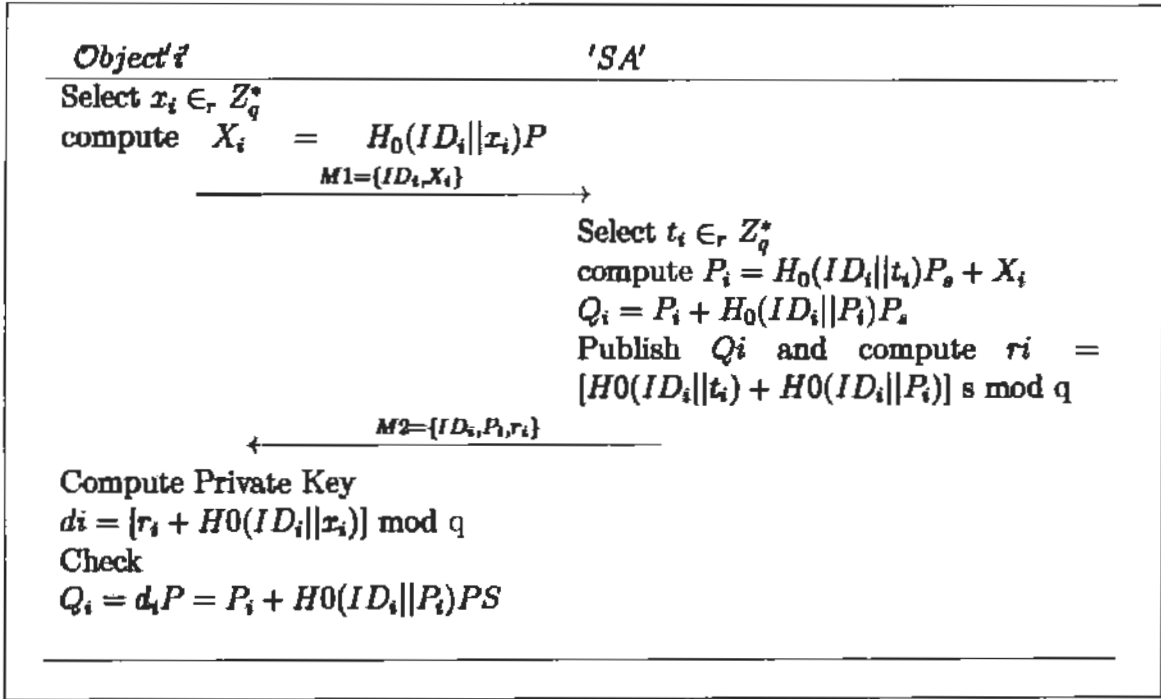 Object 'i' 'SA'
Select x_i ∈_r Z_q^*
compute X_i = H_0(ID_i||x_i)P
M1={ID_i,X_i}
Select t_i ∈_r Z_q^*
compute P_i = H_0(ID_i||t_i)P_s + X_i
Q_i = P_i + H_0(ID_i||P_i)P_s
Publish Qi and compute ri =
[H0(ID_i||t_i) + H0(ID_i||P_i)] s mod q
M2={ID_i,P_i,r_i}
Compute Private Key
di = [r_i + H0(ID_i||x_i)] mod q
Check
Q_i = d_iP = P_i + H0(ID_i||P_i)PS